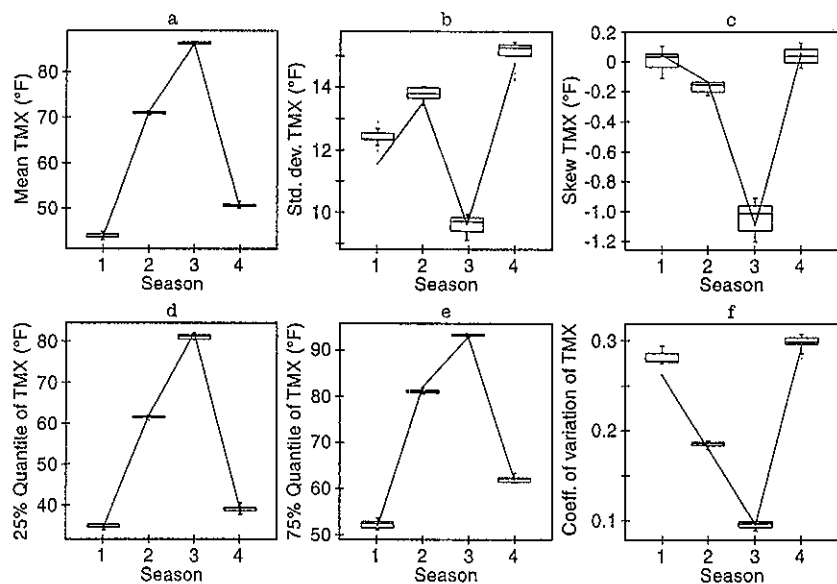 a
Mean TMX (°F)
80
70
60
50
1 2 3 4
Season
b
Std. dev. TMX (°F)
14
12
10
1 2 3 4
Season
c
Skew TMX (°F)
0.2
0
-0.2
-0.4
-0.6
-0.8
-1.0
-1.2
1 2 3 4
Season
d
25% Quantile of TMX (°F)
80
70
60
50
40
1 2 3 4
Season
e
75% Quantile of TMX (°F)
90
80
70
60
50
1 2 3 4
Season
f
Coeff. of variation of TMX
0.3
0.2
0.1
1 2 3 4
Season